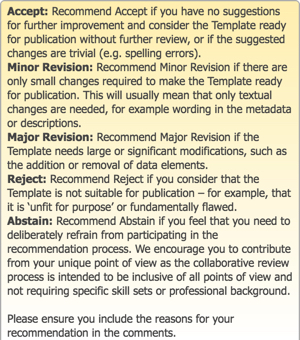 Accept: Recommend Accept if you have no suggestions
for further improvement and consider the Template ready
for publication without further review, or if the suggested
changes are trivial (e.g. spelling errors).
Minor Revision: Recommend Minor Revision if there are
only small changes required to make the Template ready
for publication. This will usually mean that only textual
changes are needed, for example wording in the metadata
or descriptions.
Major Revision: Recommend Major Revision if the
Template needs large or significant modifications, such as
the addition or removal of data elements.
Reject: Recommend Reject if you consider that the
Template is not suitable for publication – for example, that
it is ‘unfit for purpose’ or fundamentally flawed.
Abstain: Recommend Abstain if you feel that you need to
deliberately refrain from participating in the
recommendation process. We encourage you to contribute
from your unique point of view as the collaborative review
process is intended to be inclusive of all points of view and
not requiring specific skill sets or professional background.
Please ensure you include the reasons for your
recommendation in the comments.